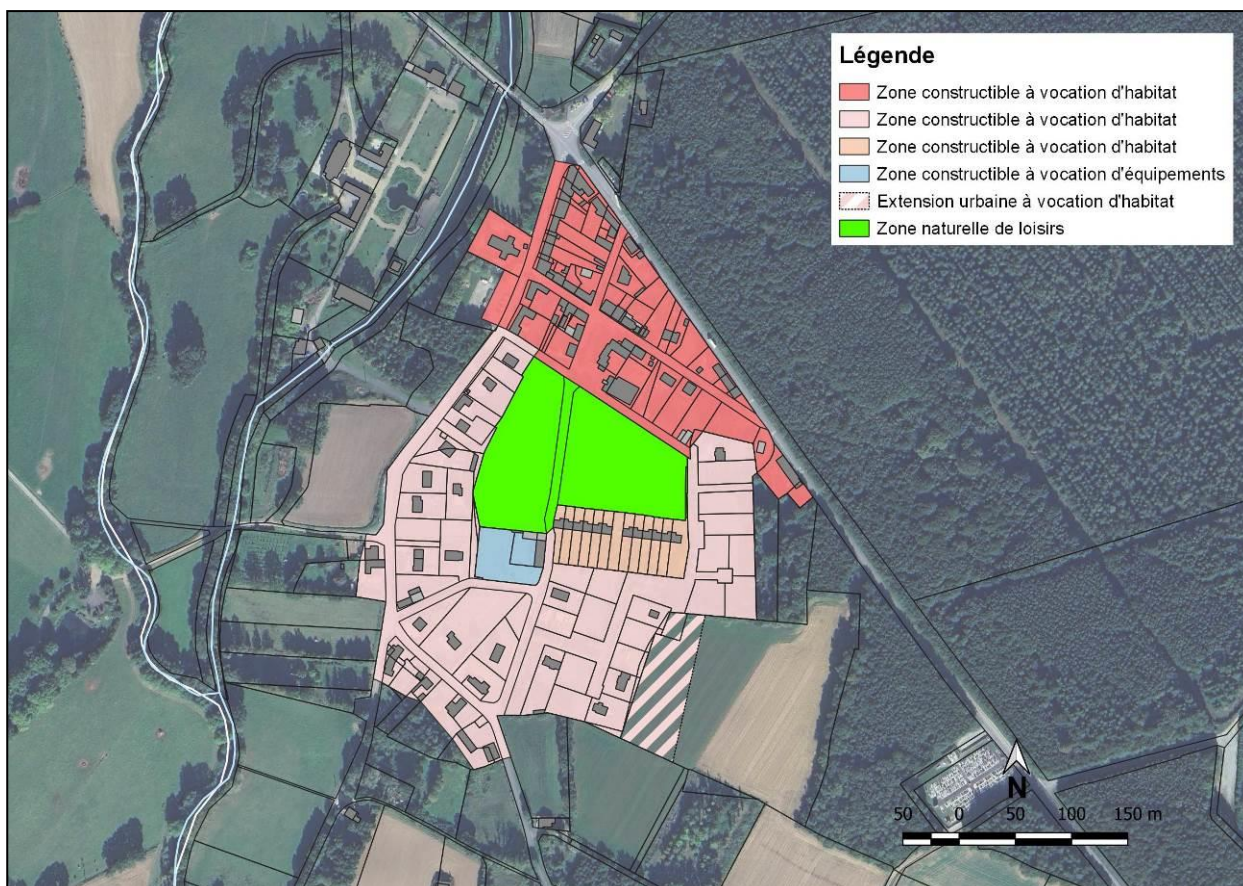 Légende
Zone constructible à vocation d'habitat
Zone constructible à vocation d'habitat
Zone constructible à vocation d'habitat
Zone constructible à vocation d'équipements
Extension urbaine à vocation d'habitat
Zone naturelle de loisirs
N
50 0 50 100 150 m